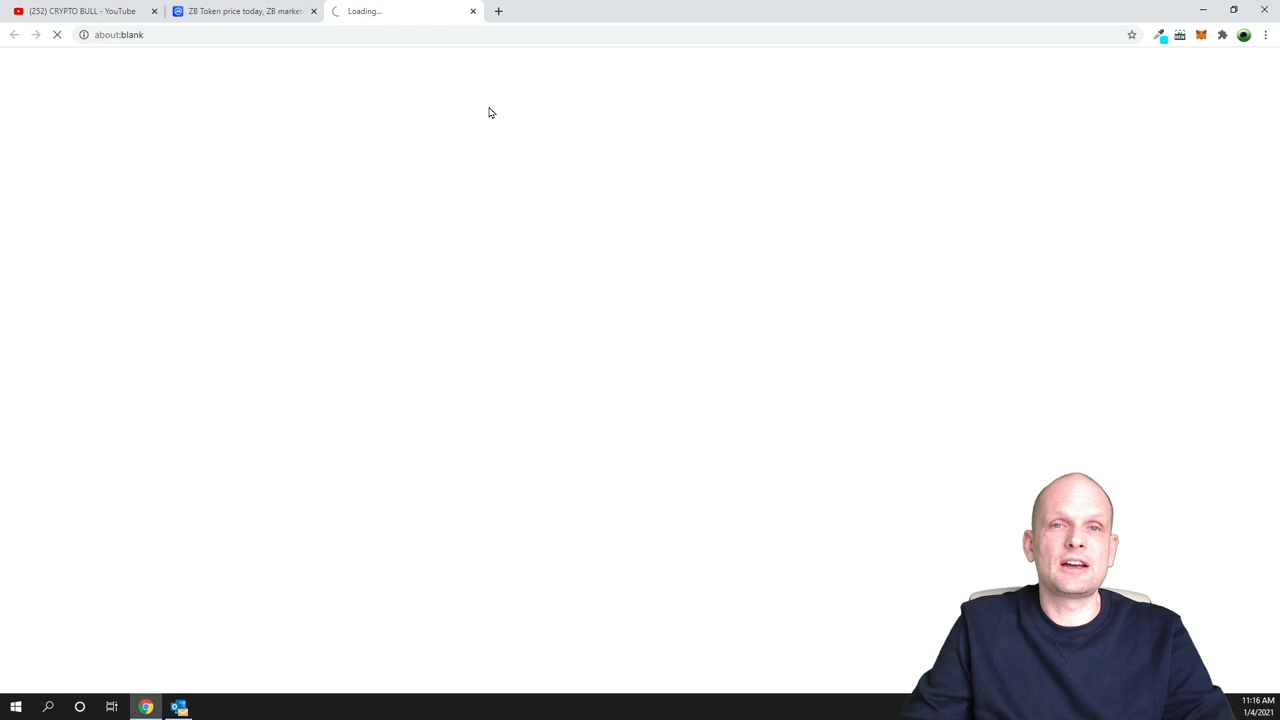 (252) CRYPTO BULL - YouTube
ZB Token price today, ZB market
Loading...
about:blank
11:16 AM
1/4/2021